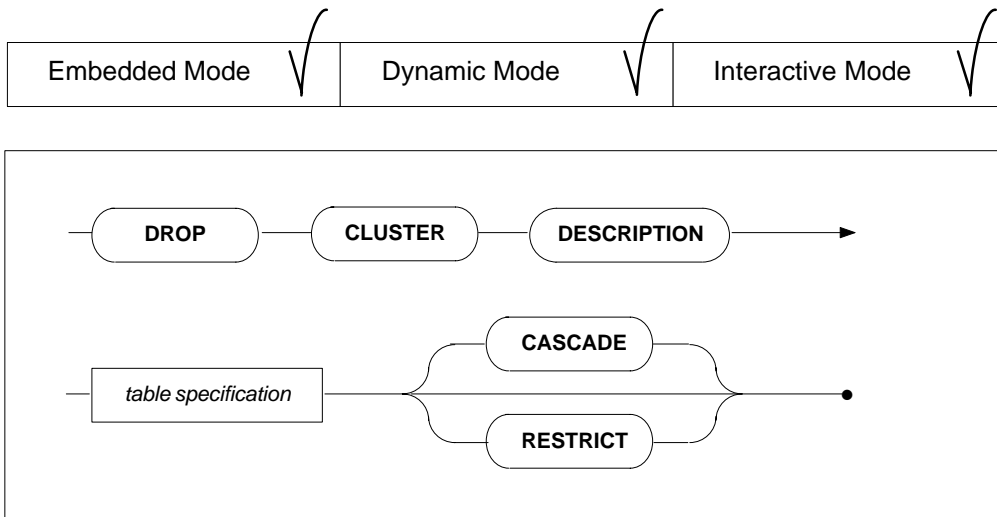 Embedded Mode Dynamic Mode Interactive Mode
DROP CLUSTER DESCRIPTION
CASCADE
table specification
RESTRICT